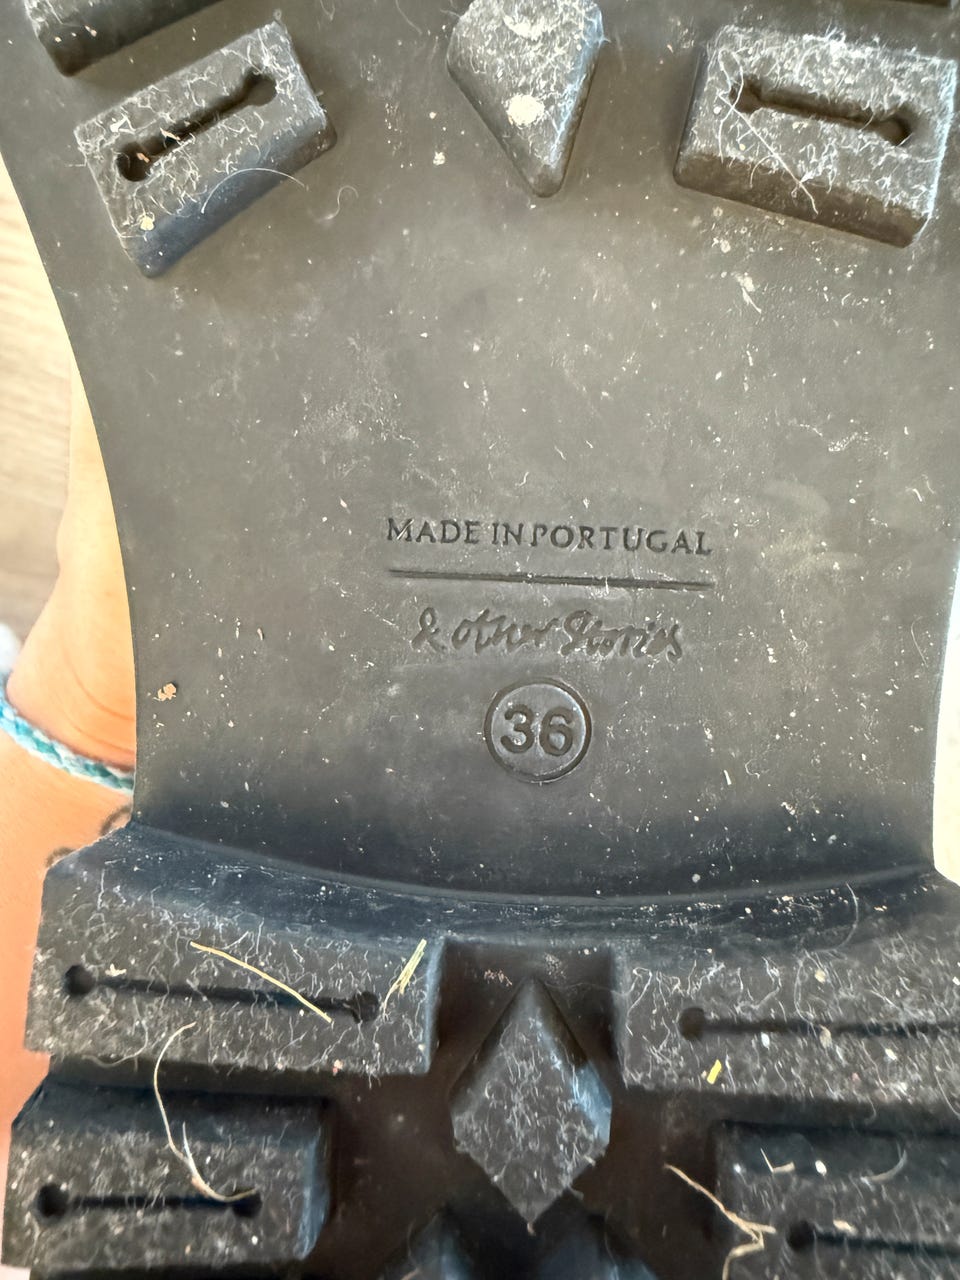 MADE IN PORTUGAL
& other Stories
36